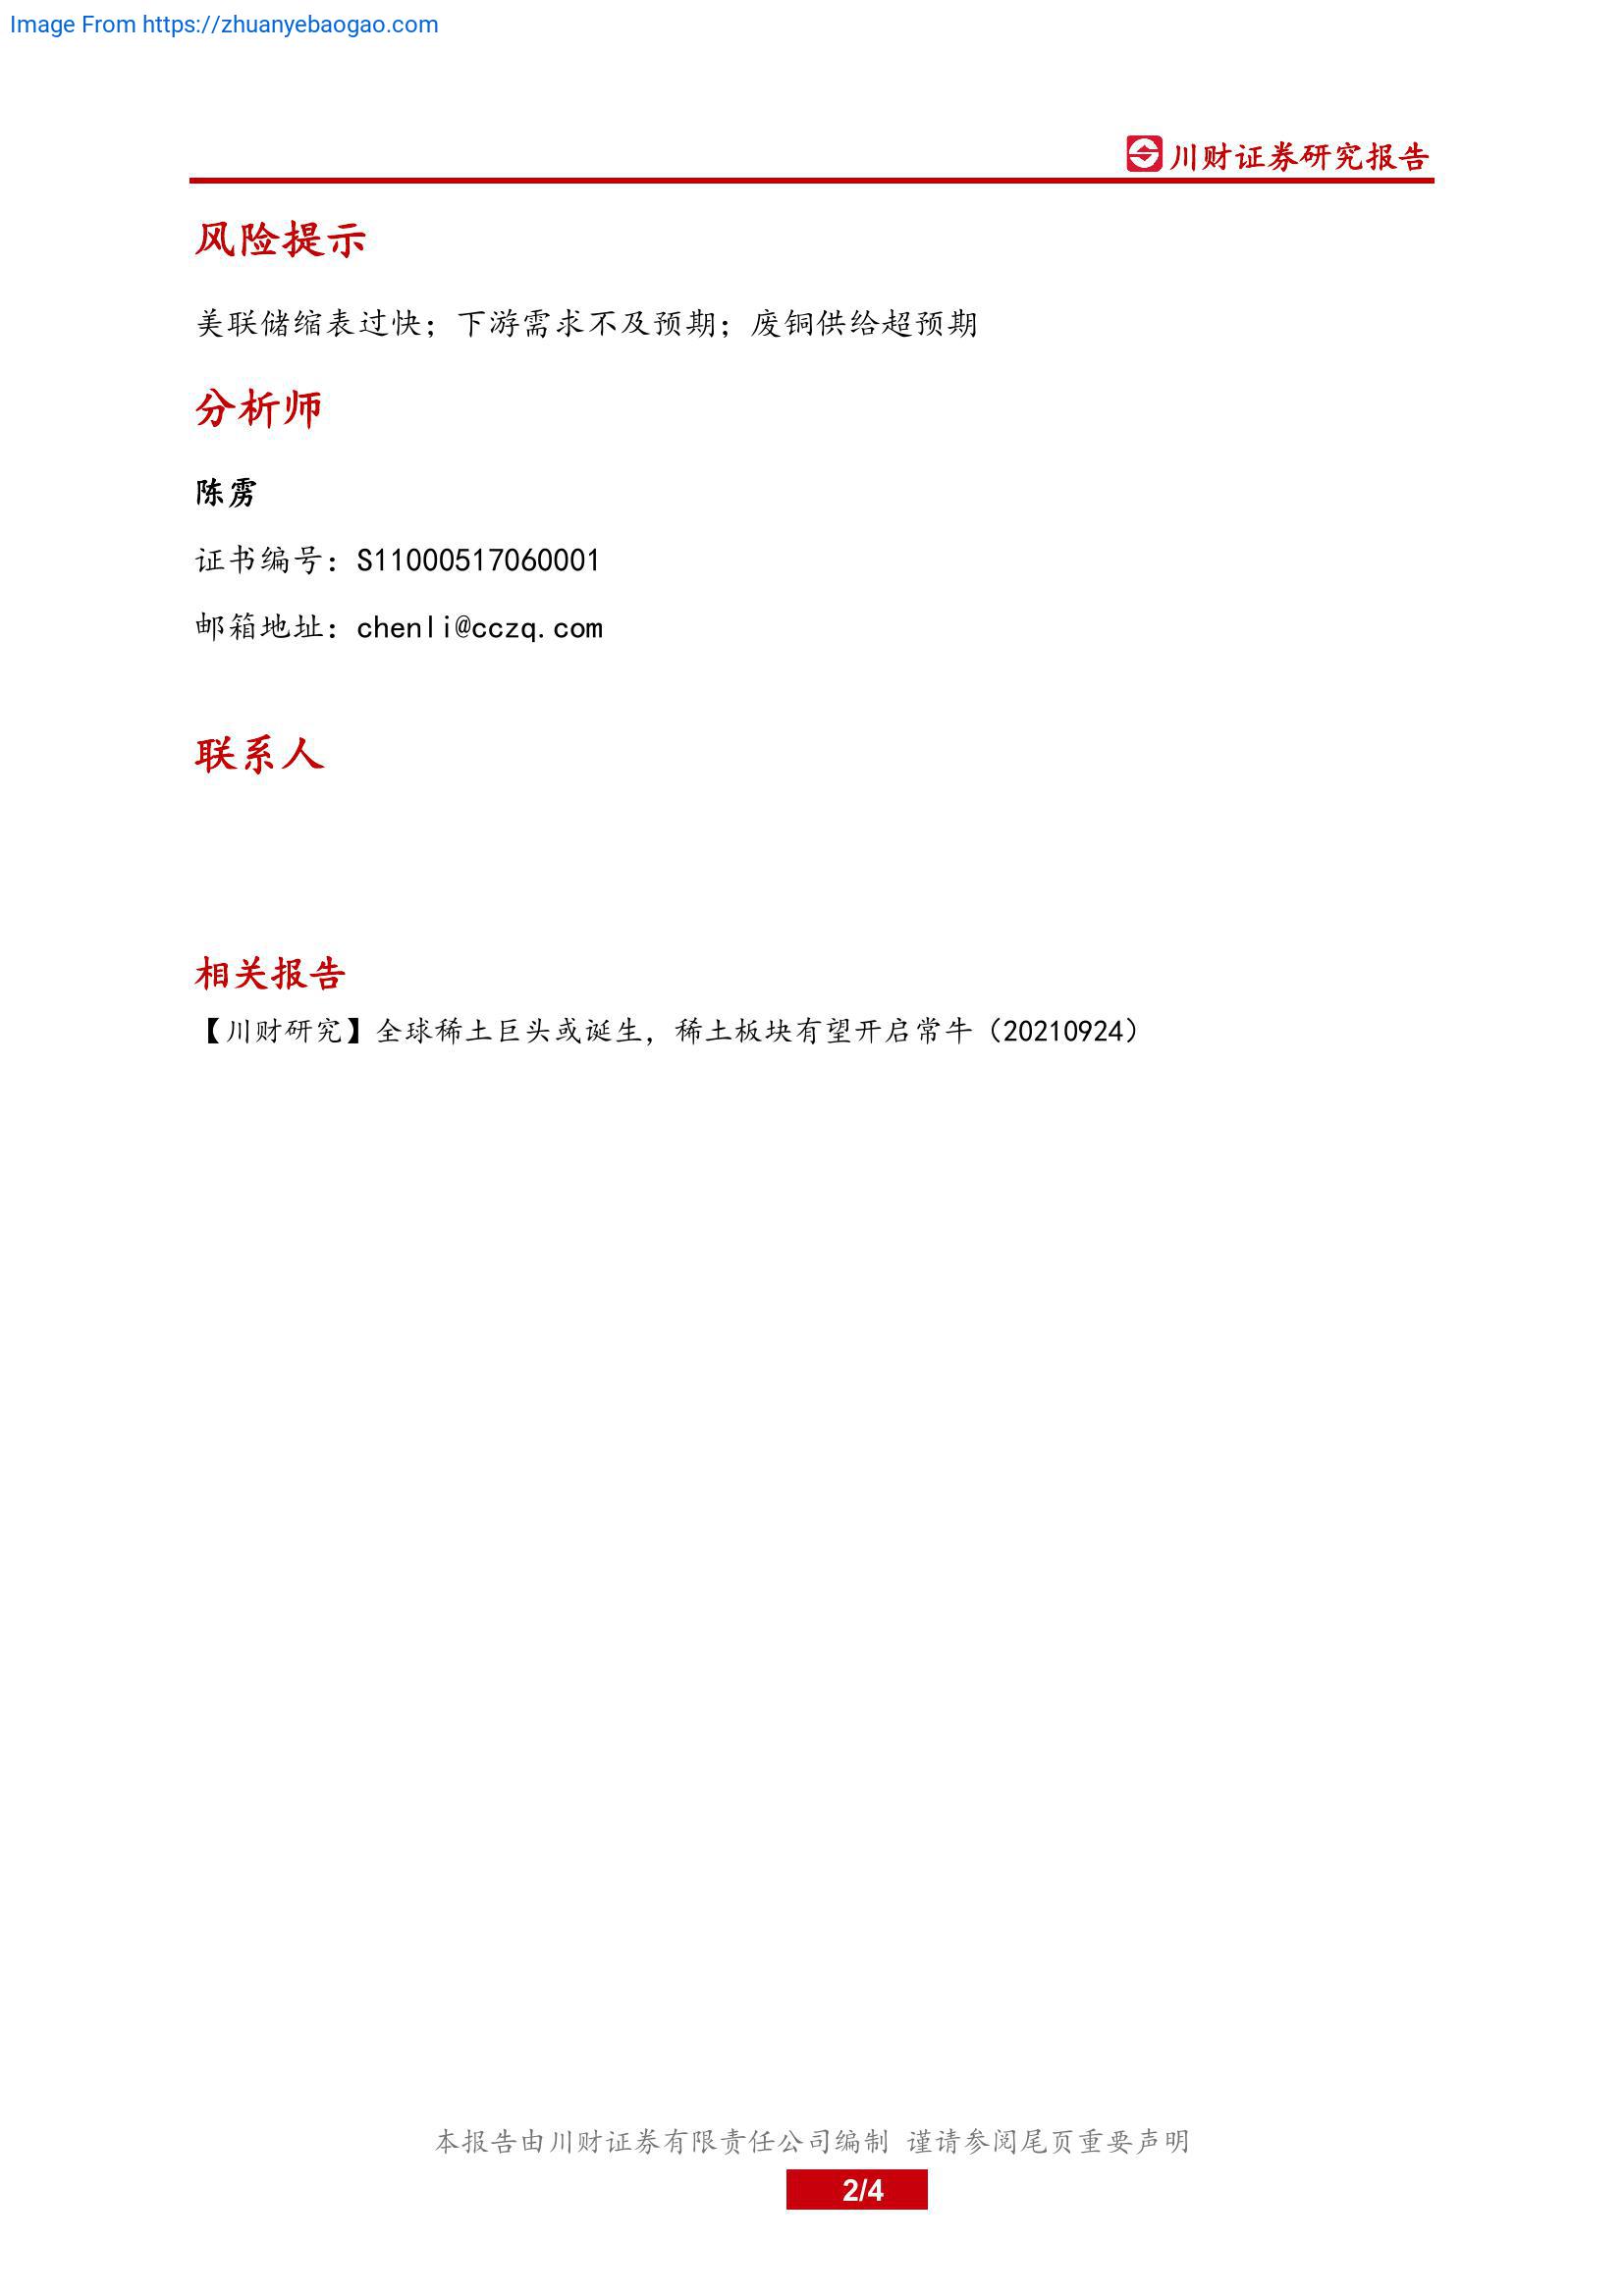 Image From https://zhuanyebaogao.com
川财证券研究报告
风险提示
美联储缩表过快；下游需求不及预期；废铜供给超预期
分析师
陈雳
证书编号：S11000517060001
邮箱地址：chenli@cczq.com
联系人
相关报告
【川财研究】全球稀土巨头或诞生，稀土板块有望开启常牛（20210924）
本报告由川财证券有限责任公司编制 谨请参阅尾页重要声明
2/4